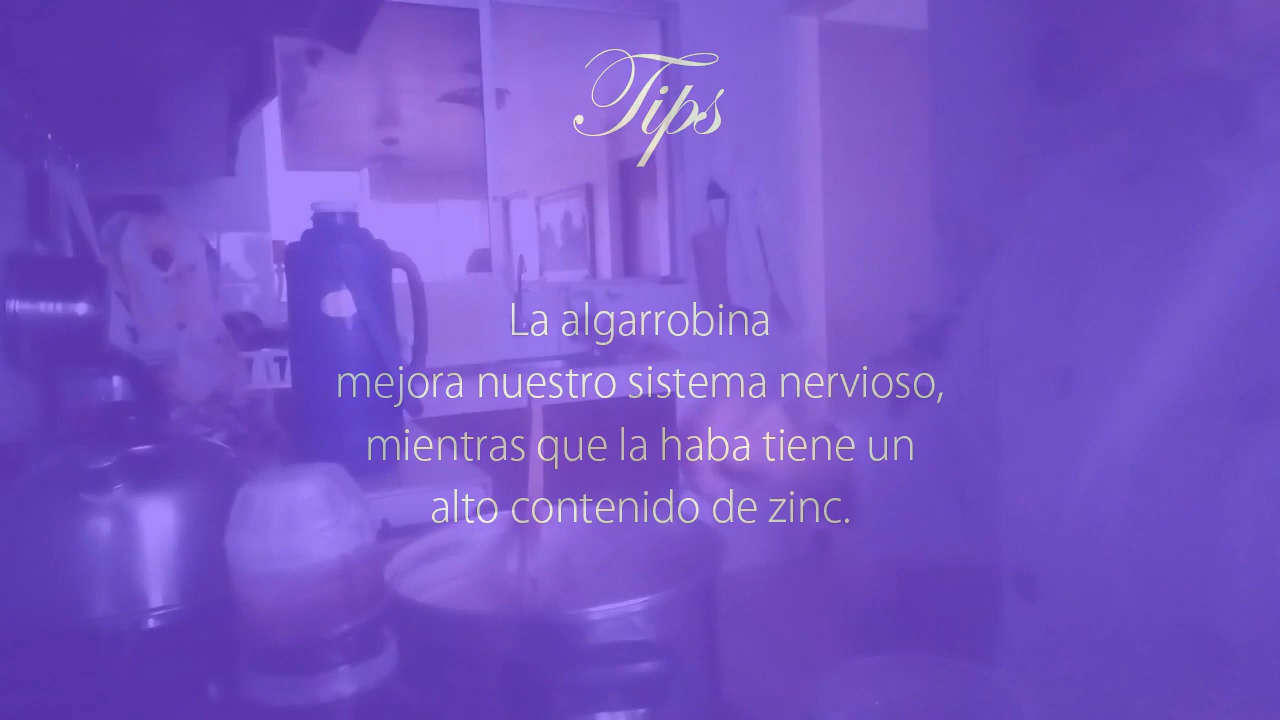 Tips
La algarrobina
mejora nuestro sistema nervioso,
mientras que la haba tiene un
alto contenido de zinc.